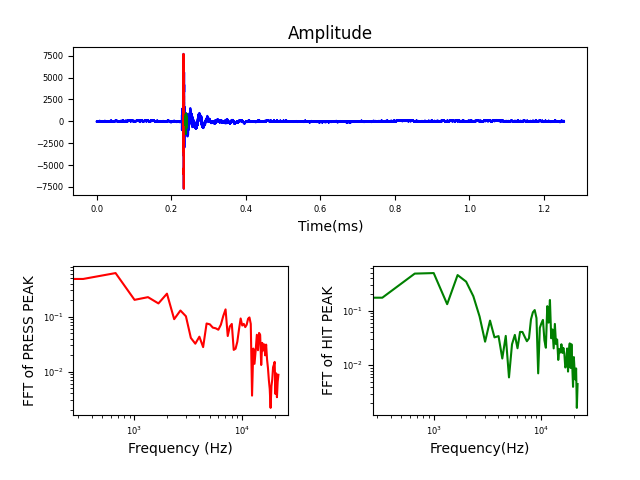 Amplitude
7500
5000
2500
0
−2500
−5000
−7500
0.0 0.2 0.4 0.6 0.8 1.0 1.2
Time(ms)
FFT of PRESS PEAK
10⁻¹
10⁻²
10³ 10⁴
Frequency (Hz)
FFT of HIT PEAK
10⁻¹
10⁻²
10³ 10⁴
Frequency(Hz)